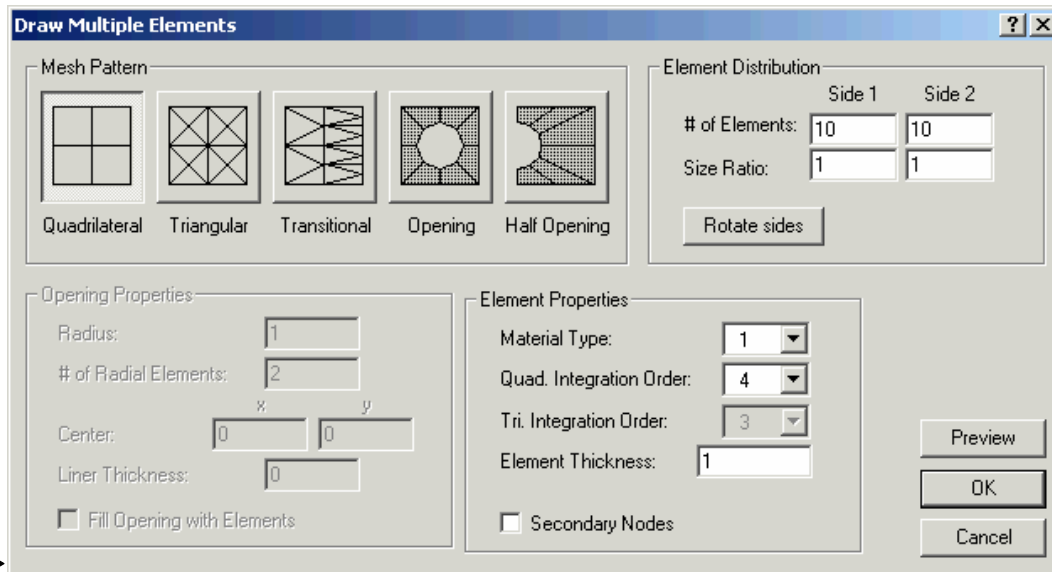 Draw Multiple Elements
Mesh Pattern
Quadrilateral Triangular Transitional Opening Half Opening
Element Distribution
Side 1 Side 2
# of Elements: 10 10
Size Ratio: 1 1
Rotate sides
Opening Properties
Radius: 1
# of Radial Elements: 2
x y
Center: 0 0
Liner Thickness: 0
Fill Opening with Elements
Element Properties
Material Type: 1
Quad. Integration Order: 4
Tri. Integration Order: 3
Element Thickness: 1
Secondary Nodes
Preview
OK
Cancel